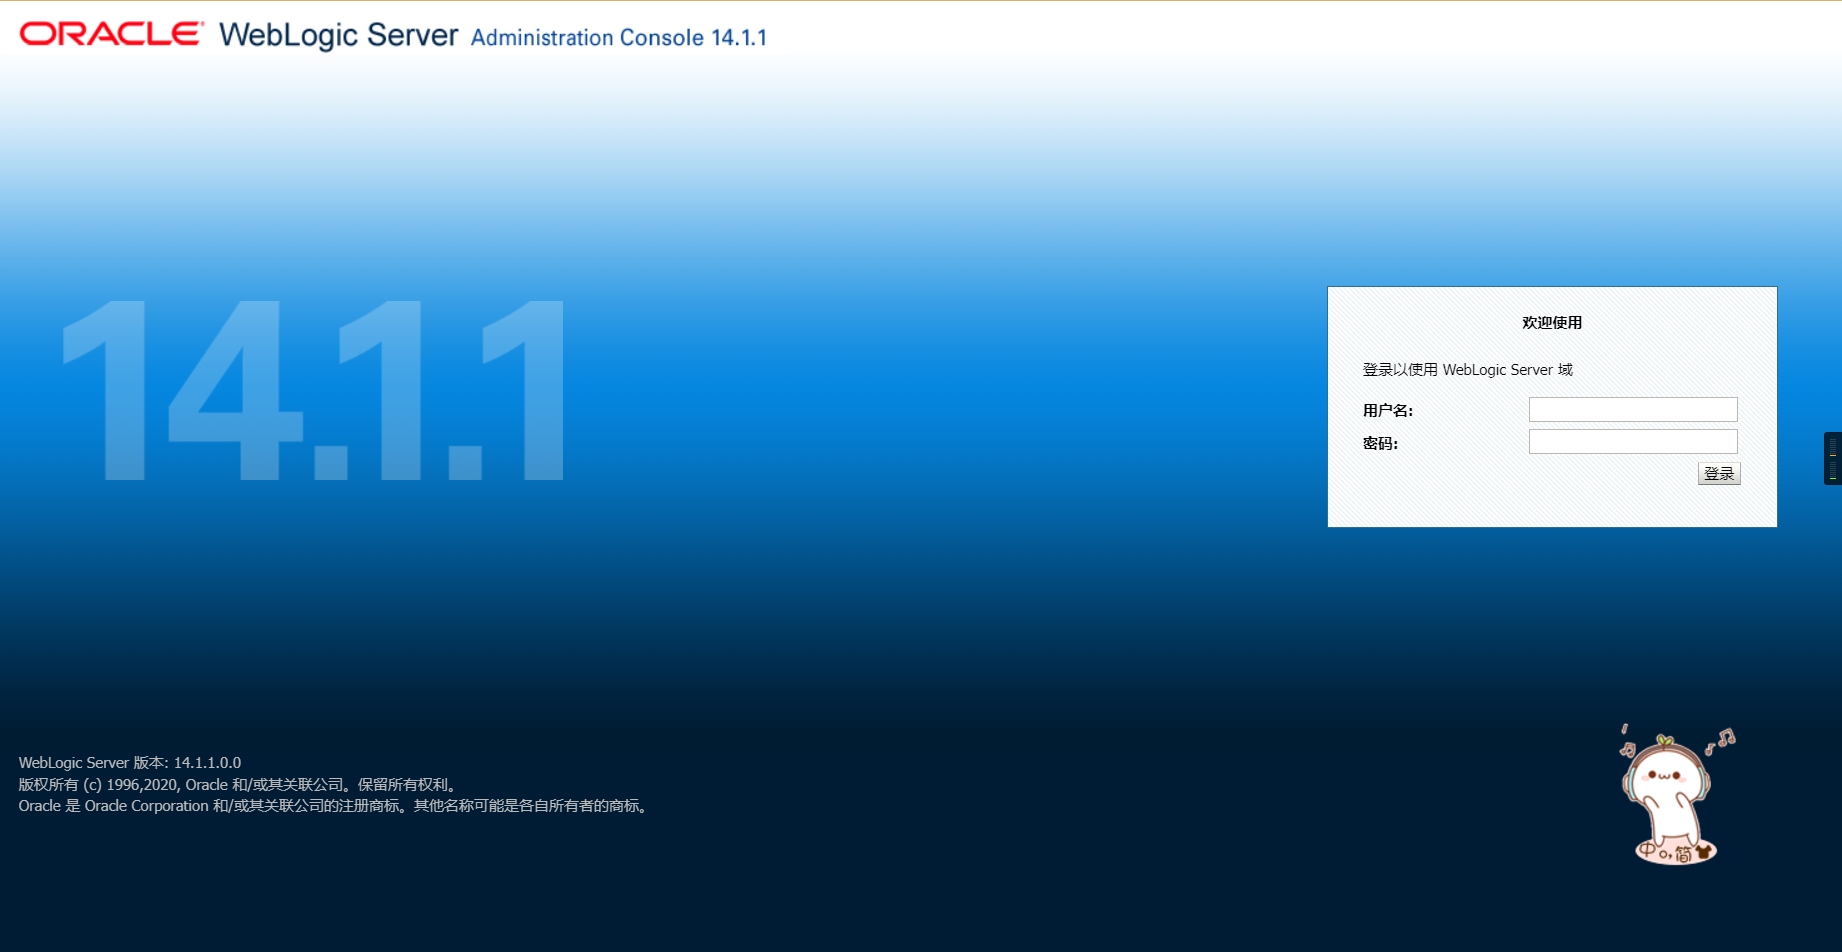 ORACLE WebLogic Server Administration Console 14.1.1
14.1.1
欢迎使用
登录以使用 WebLogic Server 域
用户名:
密码:
登录
WebLogic Server 版本: 14.1.1.0.0
版权所有 (c) 1996,2020, Oracle 和/或其关联公司。保留所有权利。
Oracle 是 Oracle Corporation 和/或其关联公司的注册商标。其他名称可能是各自所有者的商标。
中 简